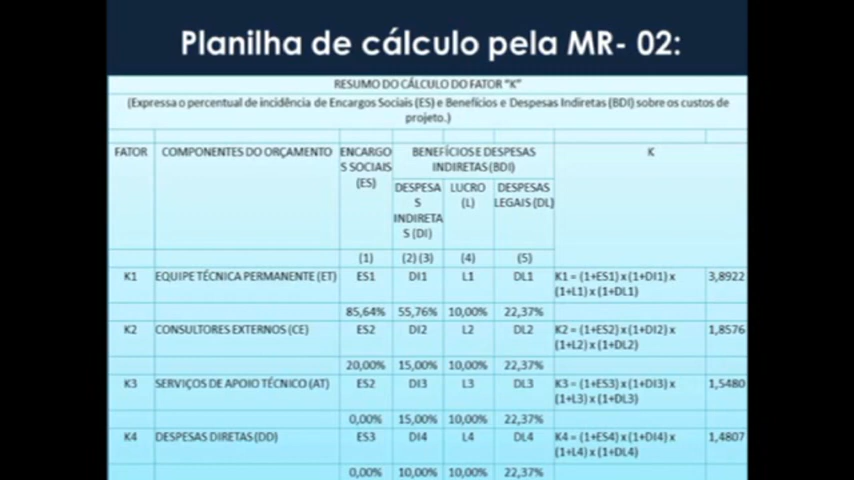 Planilha de cálculo pela MR- 02:
RESUMO DO CÁLCULO DO FATOR "K"
(Expressa o percentual de incidência de Encargos Sociais (ES) e Benefícios e Despesas Indiretas (BDI) sobre os custos de
projeto.)
FATOR COMPONENTES DO ORÇAMENTO ENCARGO BENEFÍCIOS E DESPESAS K
S SOCIAIS INDIRETAS (BDI)
(ES) DESPESA LUCRO DESPESAS
S (L) LEGAIS (DL)
INDIRETA
S (DI)
(1) (2) (3) (4) (5)
K1 EQUIPE TÉCNICA PERMANENTE (ET) ES1 DI1 L1 DL1 K1 = (1+ES1) x (1+DI1) x 3,8922
(1+L1) x (1+DL1)
85,64% 55,76% 10,00% 22,37%
K2 CONSULTORES EXTERNOS (CE) ES2 DI2 L2 DL2 K2 = (1+ES2) x (1+DI2) x 1,8576
(1+L2) x (1+DL2)
20,00% 15,00% 10,00% 22,37%
K3 SERVIÇOS DE APOIO TÉCNICO (AT) ES2 DI3 L3 DL3 K3 = (1+ES3) x (1+DI3) x 1,5480
(1+L3) x (1+DL3)
0,00% 15,00% 10,00% 22,37%
K4 DESPESAS DIRETAS (DD) ES3 DI4 L4 DL4 K4 = (1+ES4) x (1+DI4) x 1,4807
(1+L4) x (1+DL4)
0,00% 10,00% 10,00% 22,37%